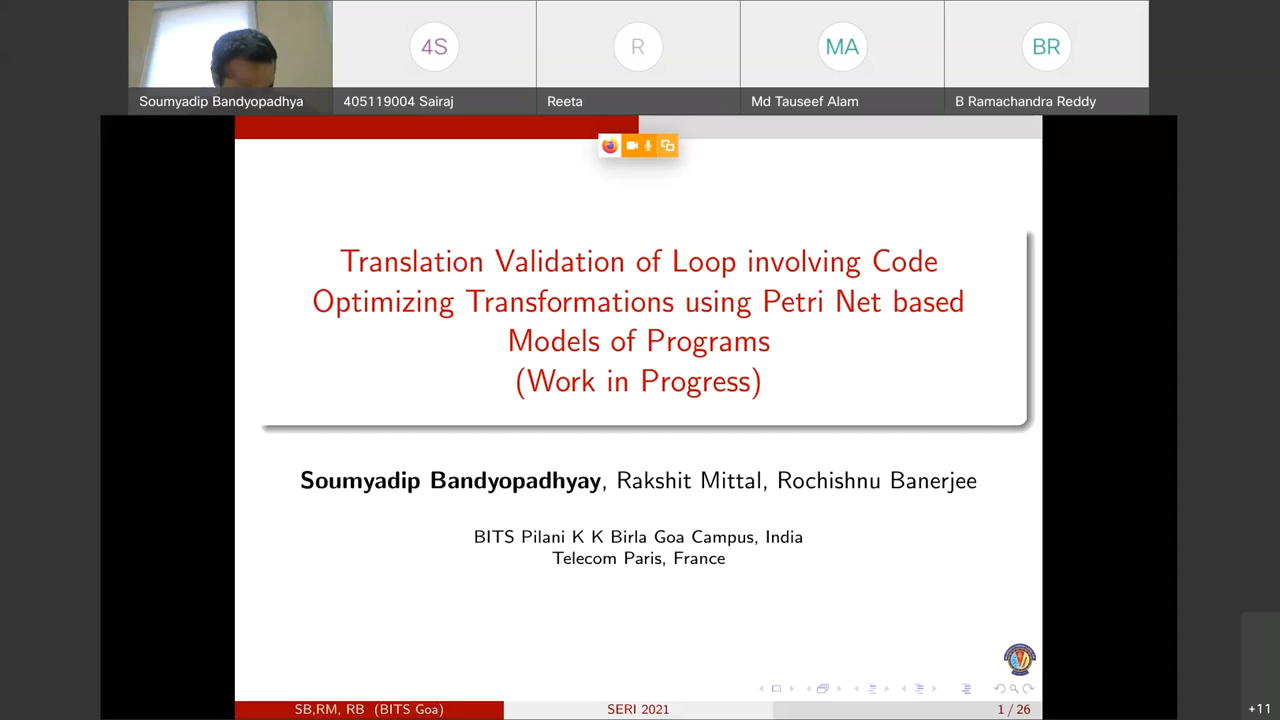 4S
R
MA
BR
Soumyadip Bandyopadhya
405119004 Sairaj
Reeta
Md Tauseef Alam
B Ramachandra Reddy
Translation Validation of Loop involving Code
Optimizing Transformations using Petri Net based
Models of Programs
(Work in Progress)
Soumyadip Bandyopadhyay, Rakshit Mittal, Rochishnu Banerjee
BITS Pilani K K Birla Goa Campus, India
Telecom Paris, France
SB,RM, RB (BITS Goa)
SERI 2021
1 / 26
+11